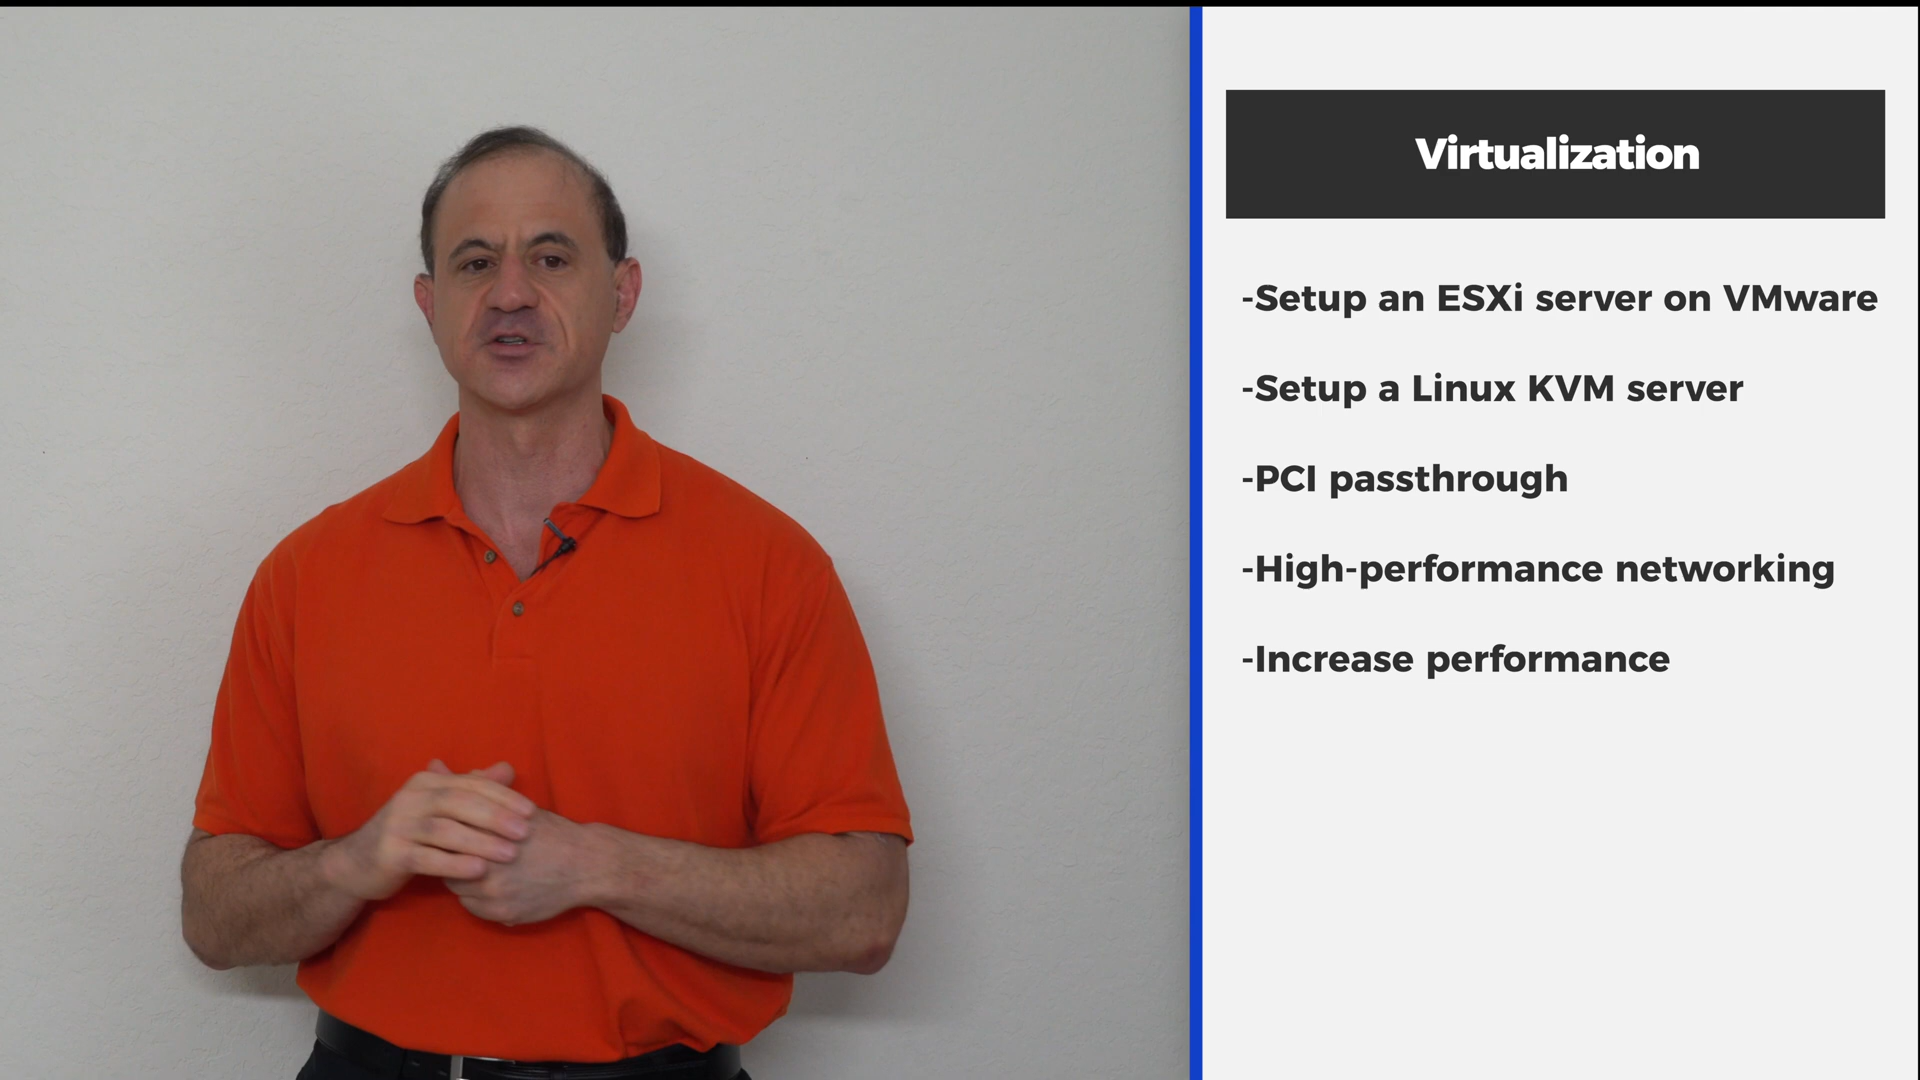 Virtualization
-Setup an ESXi server on VMware
-Setup a Linux KVM server
-PCI passthrough
-High-performance networking
-Increase performance